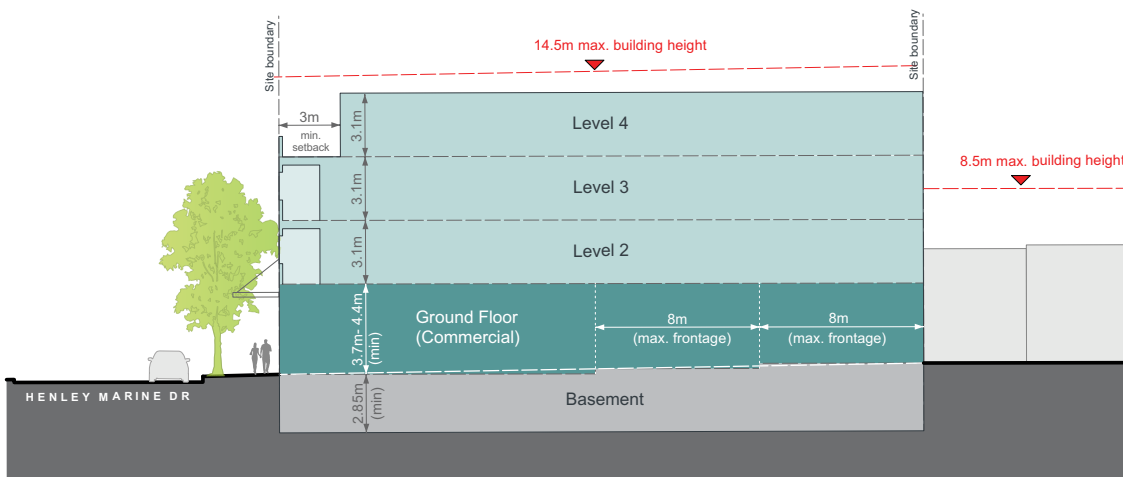 14.5m max. building height
Site boundary
Site boundary
3m
min.
setback
3.1m
Level 4
8.5m max. building height
3.1m
Level 3
3.1m
Level 2
3.7m- 4.4m
(min)
Ground Floor
(Commercial)
8m
(max. frontage)
8m
(max. frontage)
HENLEY MARINE DR
2.85m
(min)
Basement